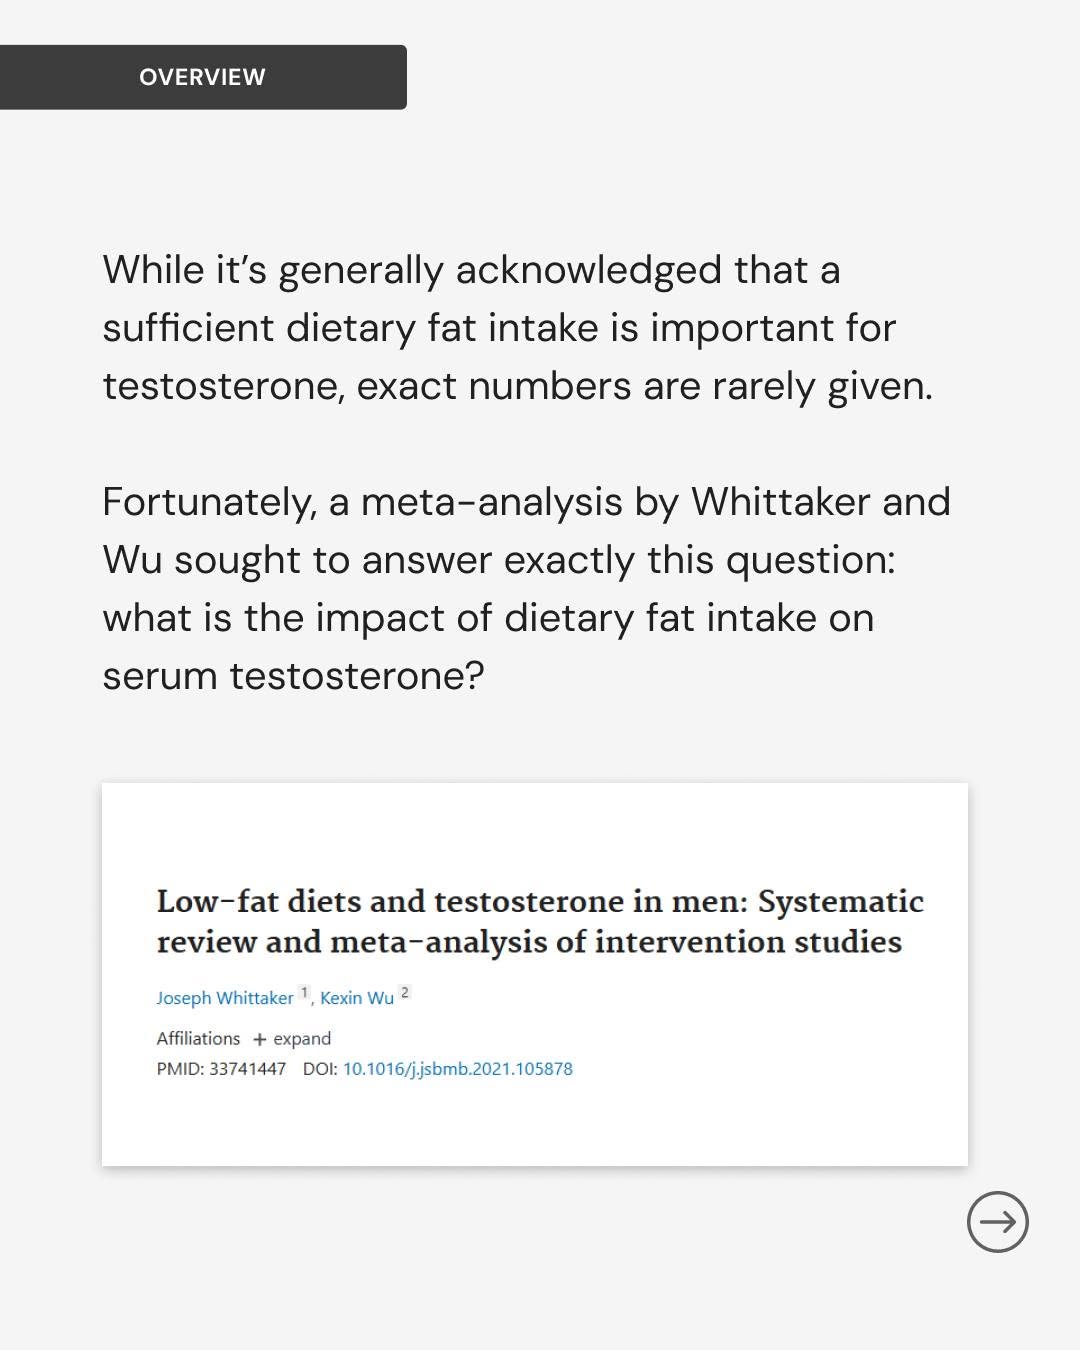 OVERVIEW
While it’s generally acknowledged that a
sufficient dietary fat intake is important for
testosterone, exact numbers are rarely given.
Fortunately, a meta-analysis by Whittaker and
Wu sought to answer exactly this question:
what is the impact of dietary fat intake on
serum testosterone?
Low-fat diets and testosterone in men: Systematic
review and meta-analysis of intervention studies
Joseph Whittaker 1, Kexin Wu 2
Affiliations + expand
PMID: 33741447 DOI: 10.1016/j.jsbmb.2021.105878